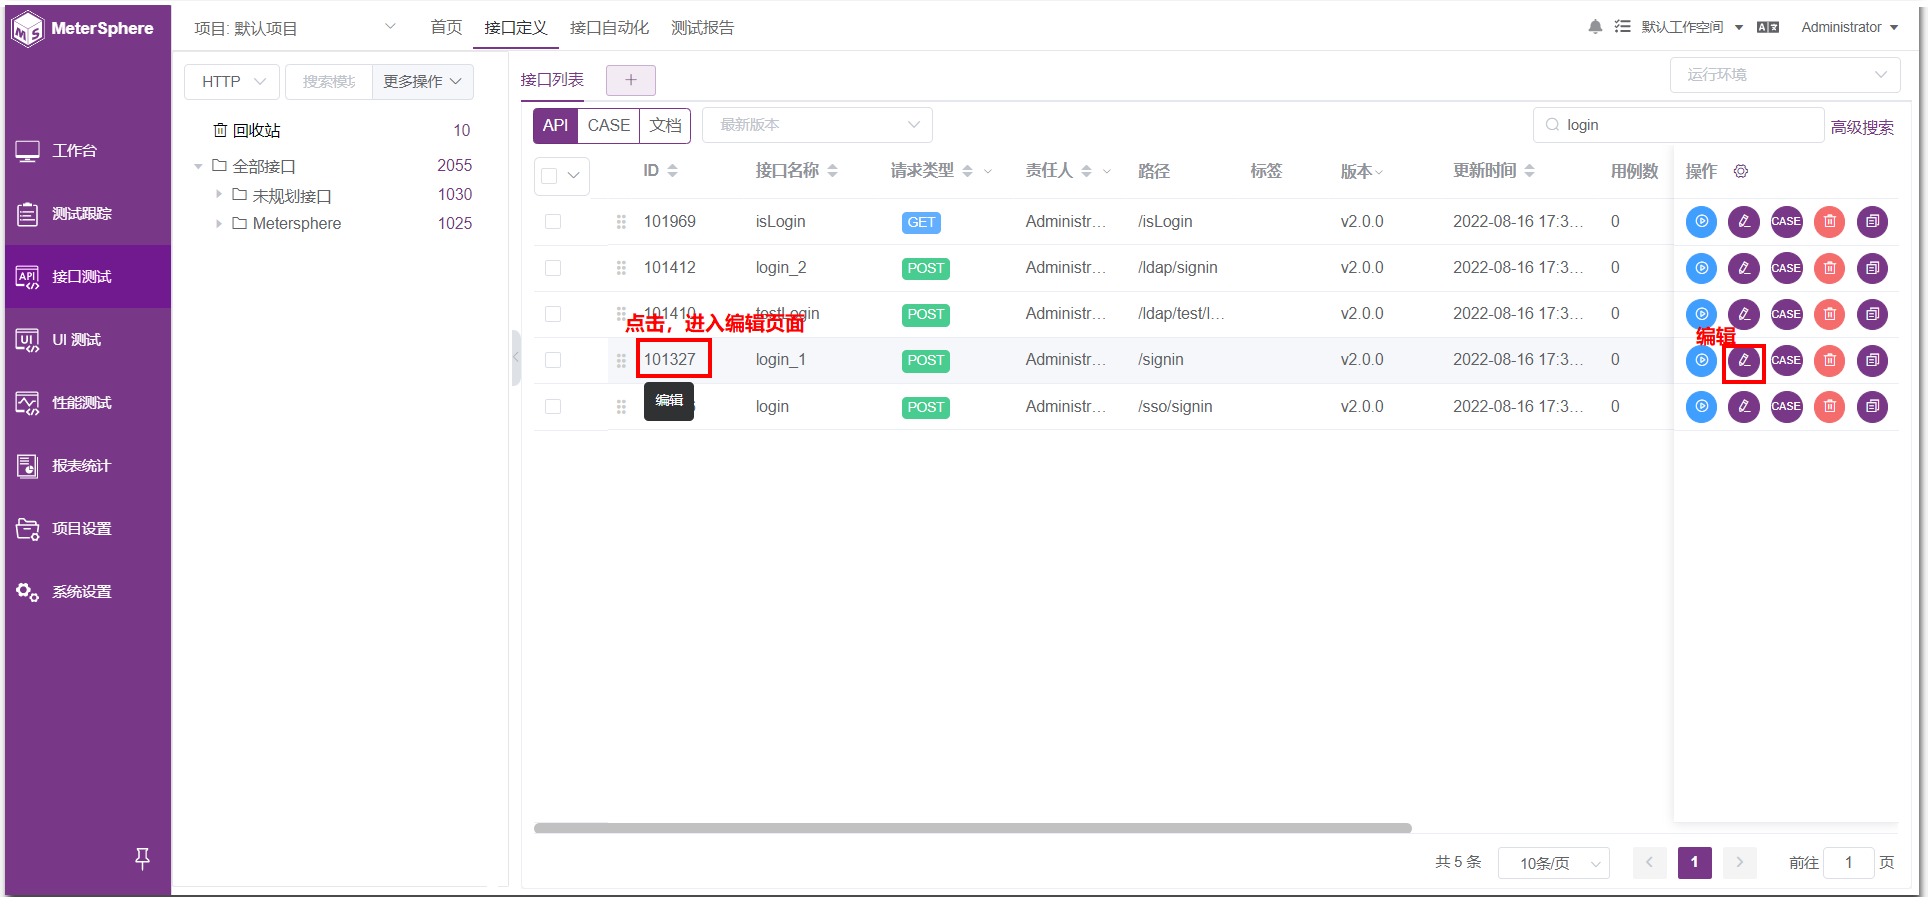 MeterSphere
项目: 默认项目
首页 接口定义 接口自动化 测试报告
默认工作空间
Administrator
工作台
测试跟踪
接口测试
UI 测试
性能测试
报表统计
项目设置
系统设置
HTTP
搜索模块
更多操作
回收站 10
全部接口 2055
未规划接口 1030
Metersphere 1025
接口列表
+
运行环境
API CASE 文档
最新版本
login
高级搜索
ID 接口名称 请求类型 责任人 路径 标签 版本 更新时间 用例数 操作
101969 isLogin GET Administr... /isLogin v2.0.0 2022-08-16 17:3... 0 CASE
101412 login_2 POST Administr... /ldap/signin v2.0.0 2022-08-16 17:3... 0 CASE
101410 testLogin POST Administr... /ldap/test/l... v2.0.0 2022-08-16 17:3... 0 CASE
点击，进入编辑页面
编辑
101327 login_1 POST Administr... /signin v2.0.0 2022-08-16 17:3... 0 CASE
编辑
login POST Administr... /sso/signin v2.0.0 2022-08-16 17:3... 0 CASE
共 5 条
10条/页
1
前往 1 页